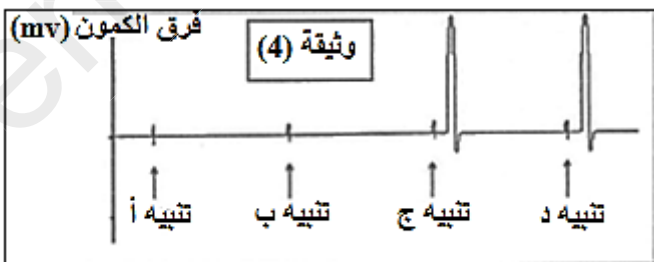 فرق الكمون (mv)
وثيقة (4)
تنبيه أ
تنبيه ب
تنبيه ج
تنبيه د